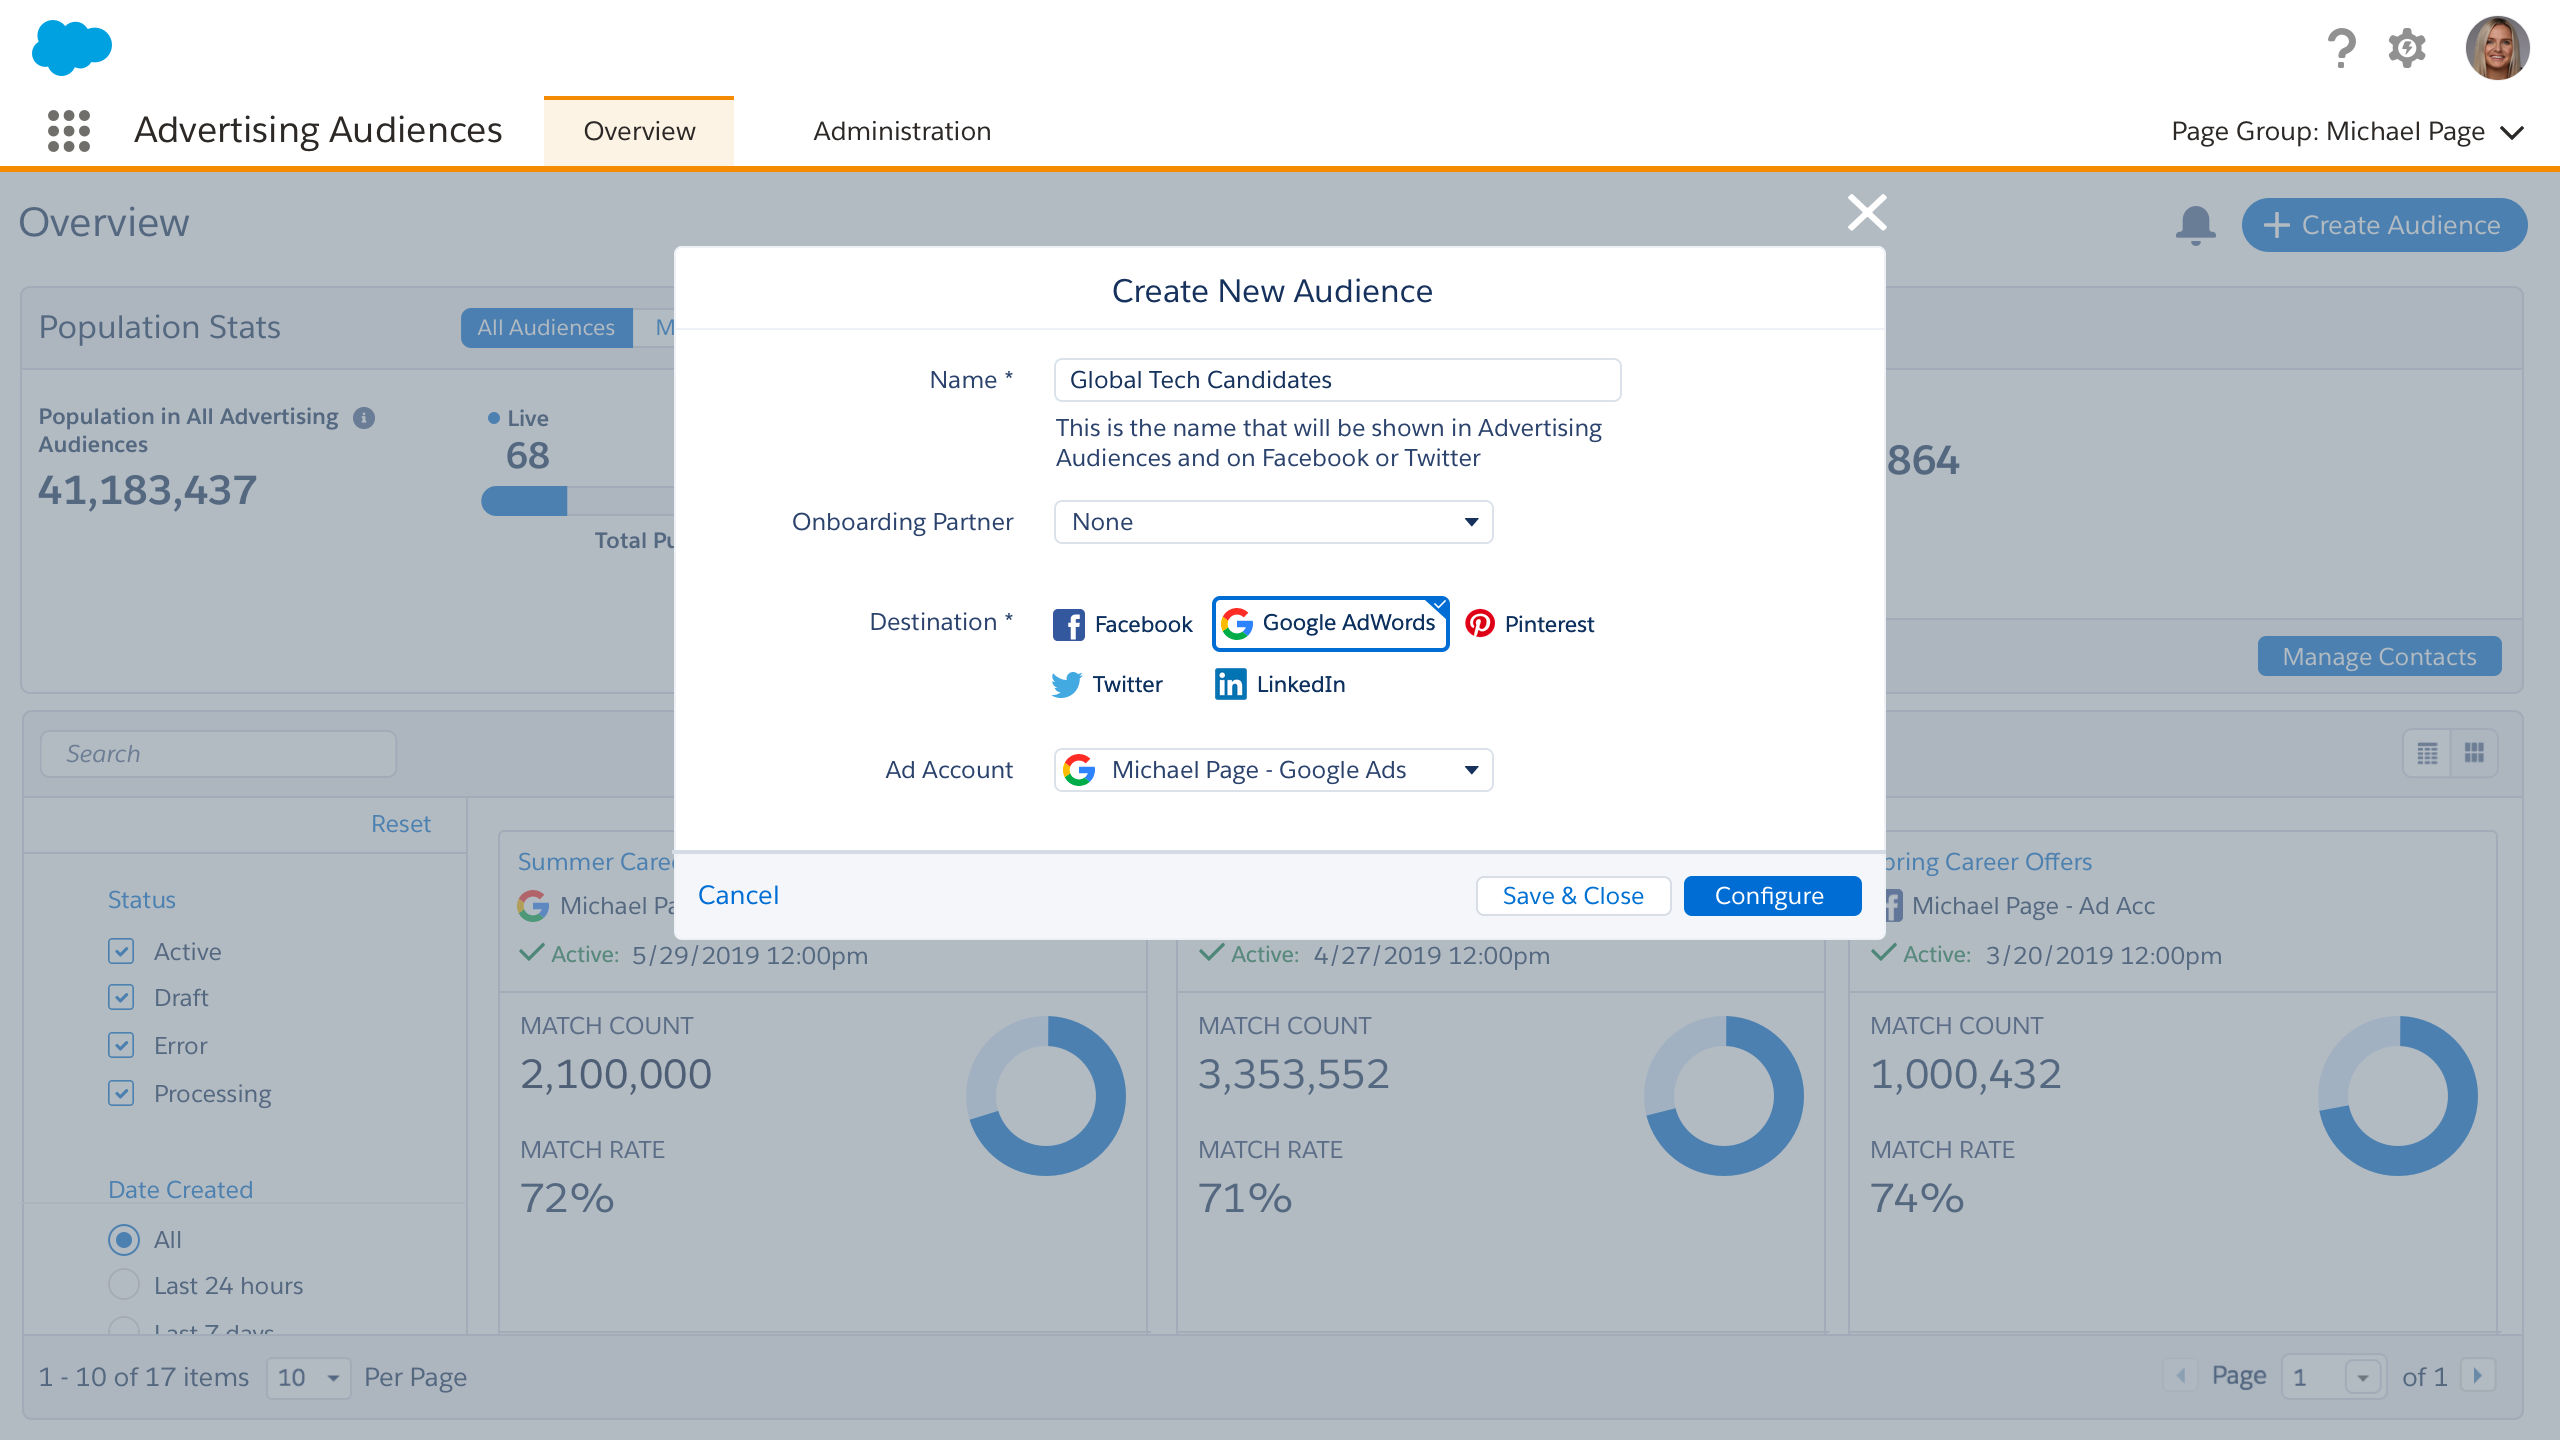 Advertising Audiences
Overview
Administration
Page Group: Michael Page
Overview
Create Audience
Create New Audience
Population Stats
All Audiences
M
Name *
Global Tech Candidates
This is the name that will be shown in Advertising
Audiences and on Facebook or Twitter
Population in All Advertising
Audiences
41,183,437
Live
68
Total Pu
864
Onboarding Partner
None
Destination *
Facebook
Google AdWords
Pinterest
Twitter
LinkedIn
Manage Contacts
Ad Account
Michael Page - Google Ads
Cancel
Save & Close
Configure
Search
Reset
Status
Active
Draft
Error
Processing
Date Created
All
Last 24 hours
Last 7 days
Summer Caree
Michael Pa
Active: 5/29/2019 12:00pm
MATCH COUNT
2,100,000
MATCH RATE
72%
Active: 4/27/2019 12:00pm
MATCH COUNT
3,353,552
MATCH RATE
71%
pring Career Offers
Michael Page - Ad Acc
Active: 3/20/2019 12:00pm
MATCH COUNT
1,000,432
MATCH RATE
74%
1 - 10 of 17 items
10
Per Page
Page
1
of 1